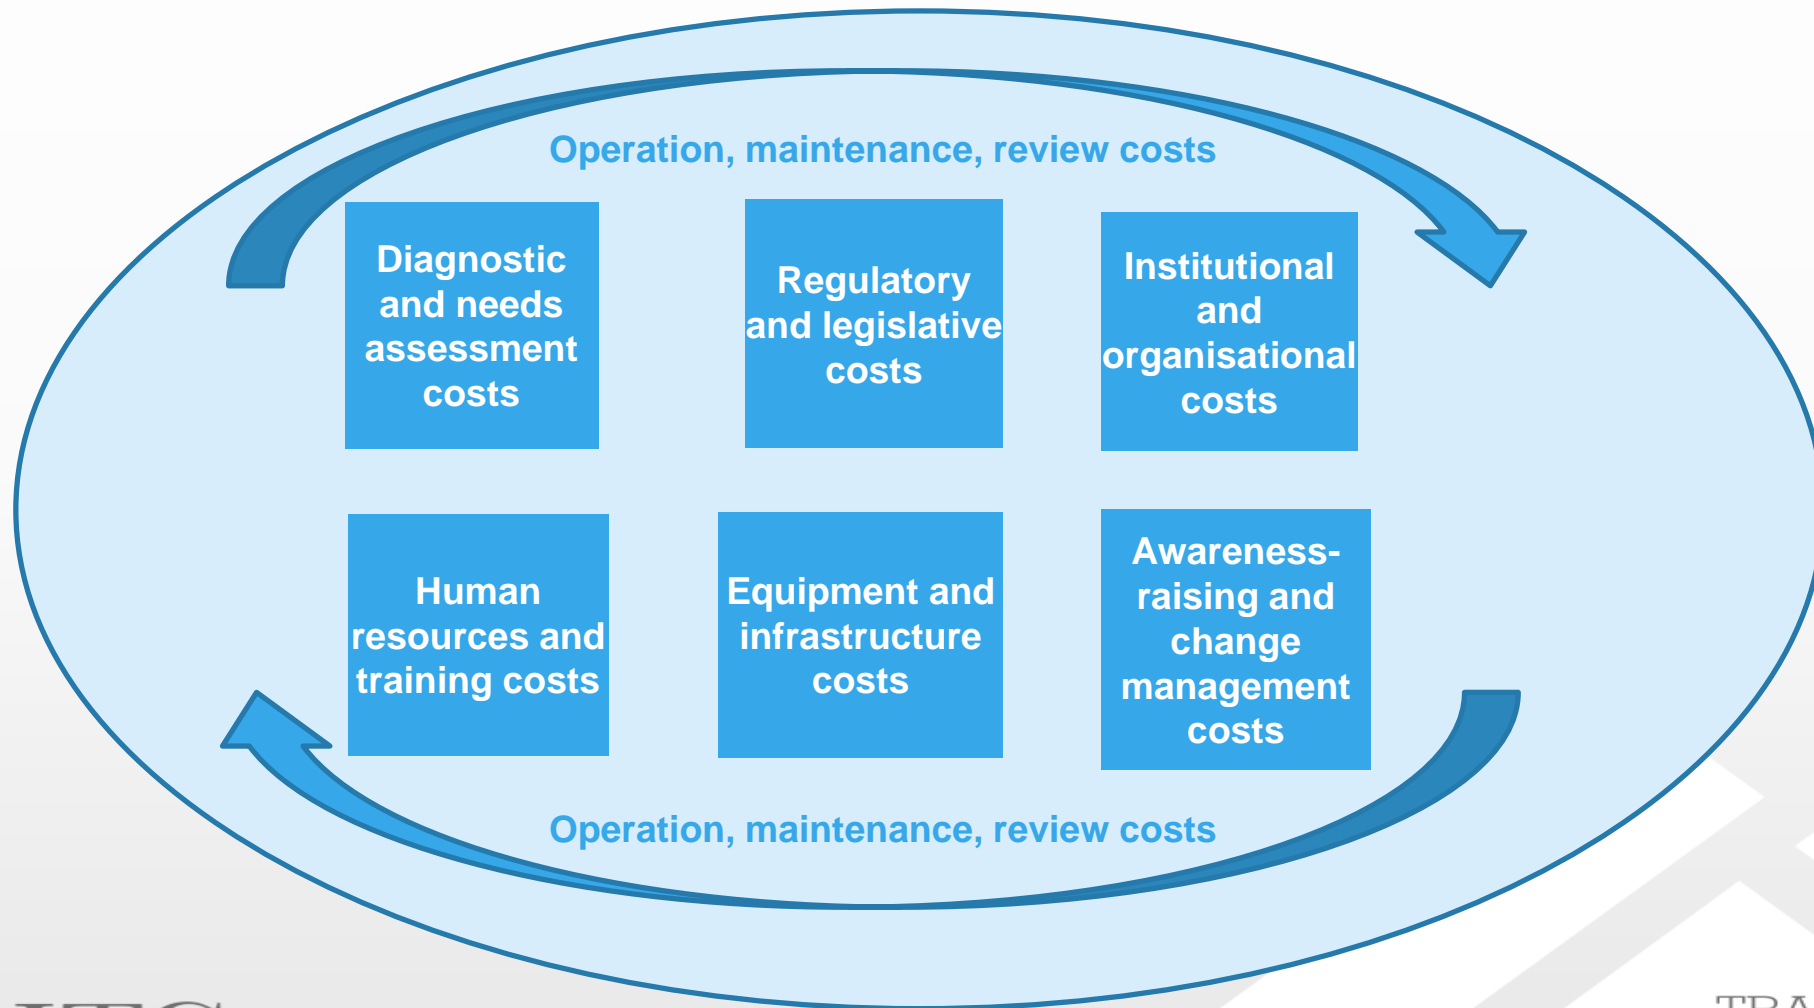 Operation, maintenance, review costs
Diagnostic
and needs
assessment
costs
Regulatory
and legislative
costs
Institutional
and
organisational
costs
Human
resources and
training costs
Equipment and
infrastructure
costs
Awareness-
raising and
change
management
costs
Operation, maintenance, review costs